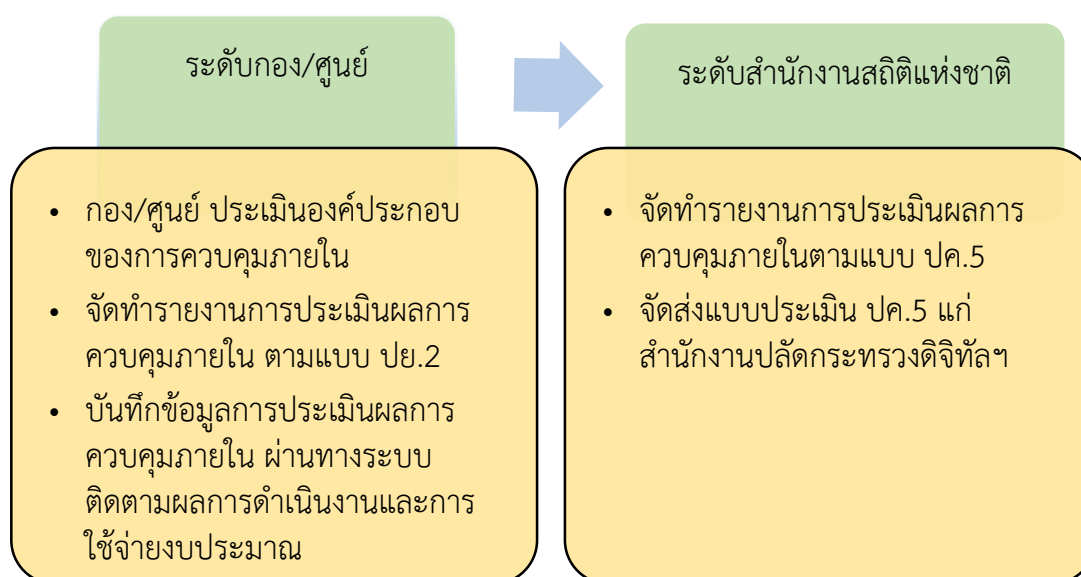 ระดับกอง/ศูนย์
• กอง/ศูนย์ ประเมินองค์ประกอบ
ของการควบคุมภายใน
• จัดทำรายงานการประเมินผลการ
ควบคุมภายใน ตามแบบ ปย.2
• บันทึกข้อมูลการประเมินผลการ
ควบคุมภายใน ผ่านทางระบบ
ติดตามผลการดำเนินงานและการ
ใช้จ่ายงบประมาณ
ระดับสำนักงานสถิติแห่งชาติ
• จัดทำรายงานการประเมินผลการ
ควบคุมภายในตามแบบ ปค.5
• จัดส่งแบบประเมิน ปค.5 แก่
สำนักงานปลัดกระทรวงดิจิทัลฯ